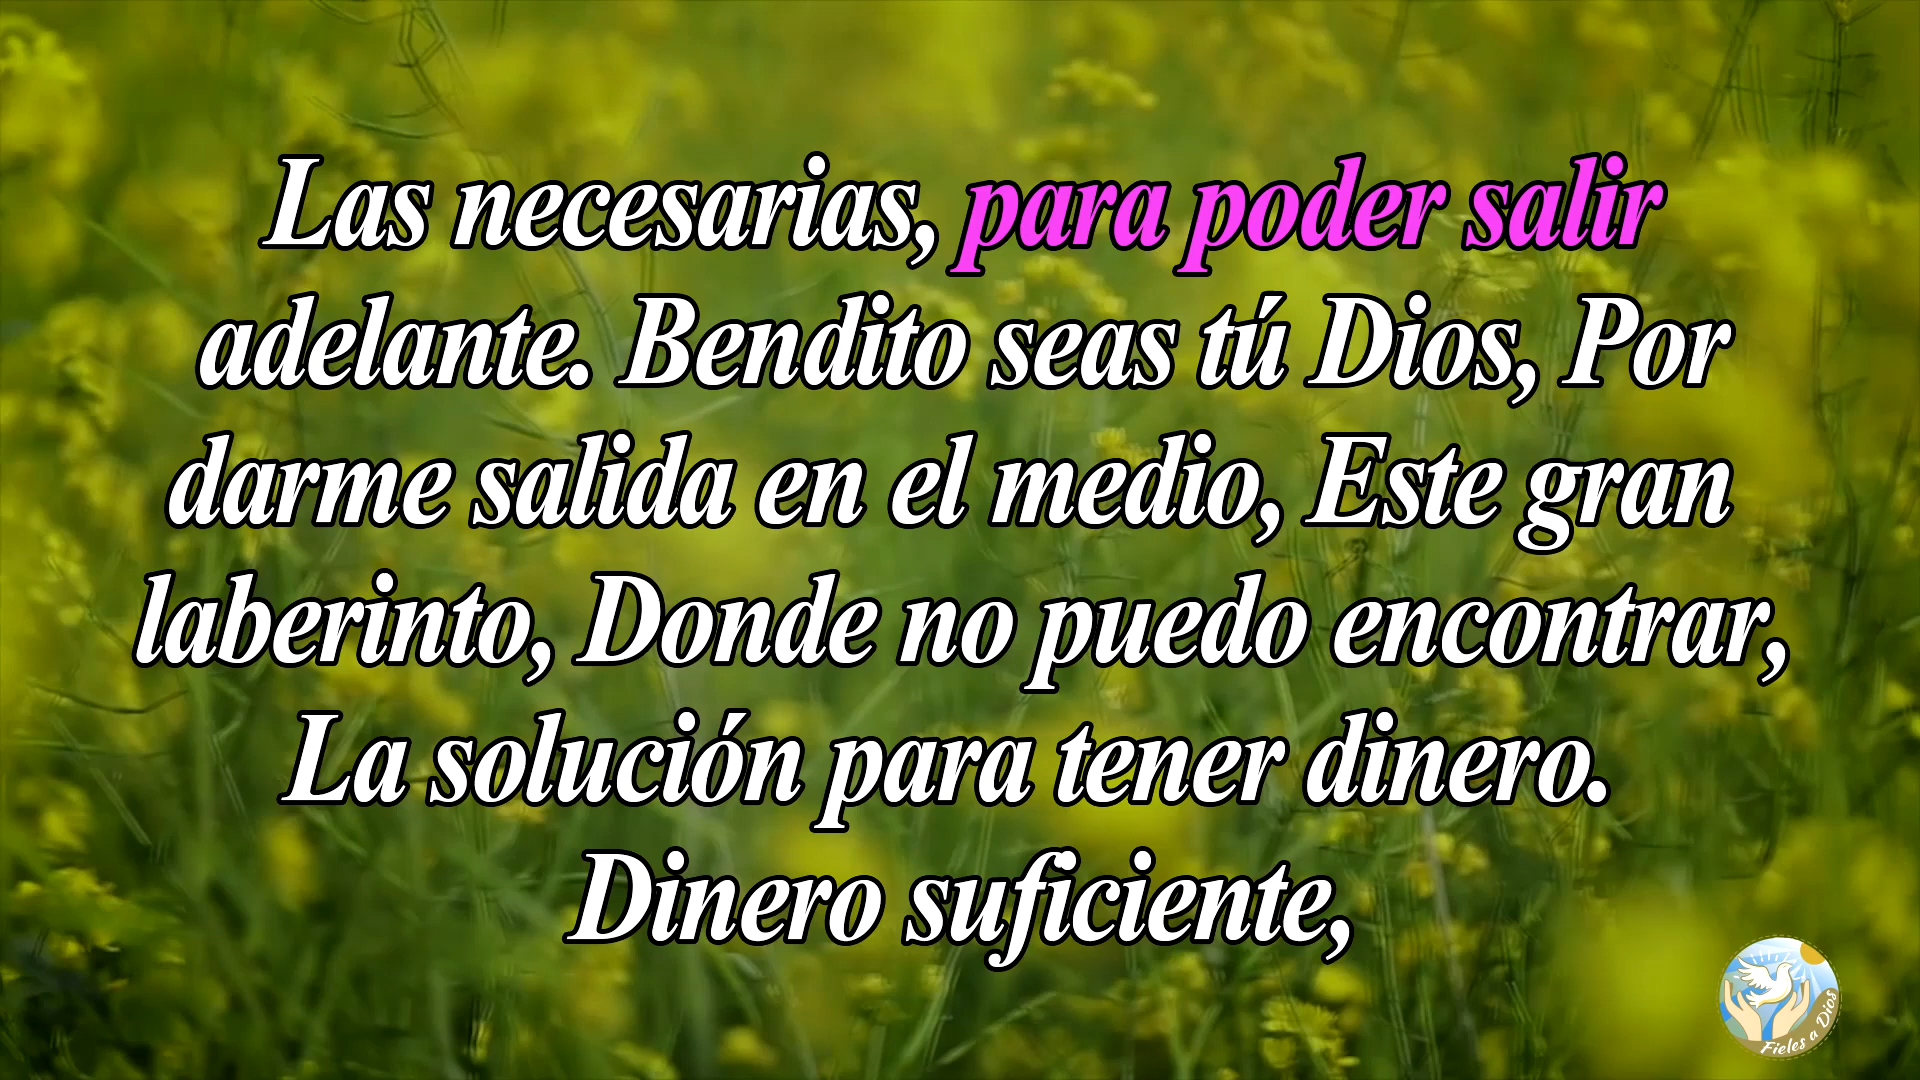 Las necesarias, para poder salir
adelante. Bendito seas tú Dios, Por
darme salida en el medio, Este gran
laberinto, Donde no puedo encontrar,
La solución para tener dinero.
Dinero suficiente,
Fieles a Dios